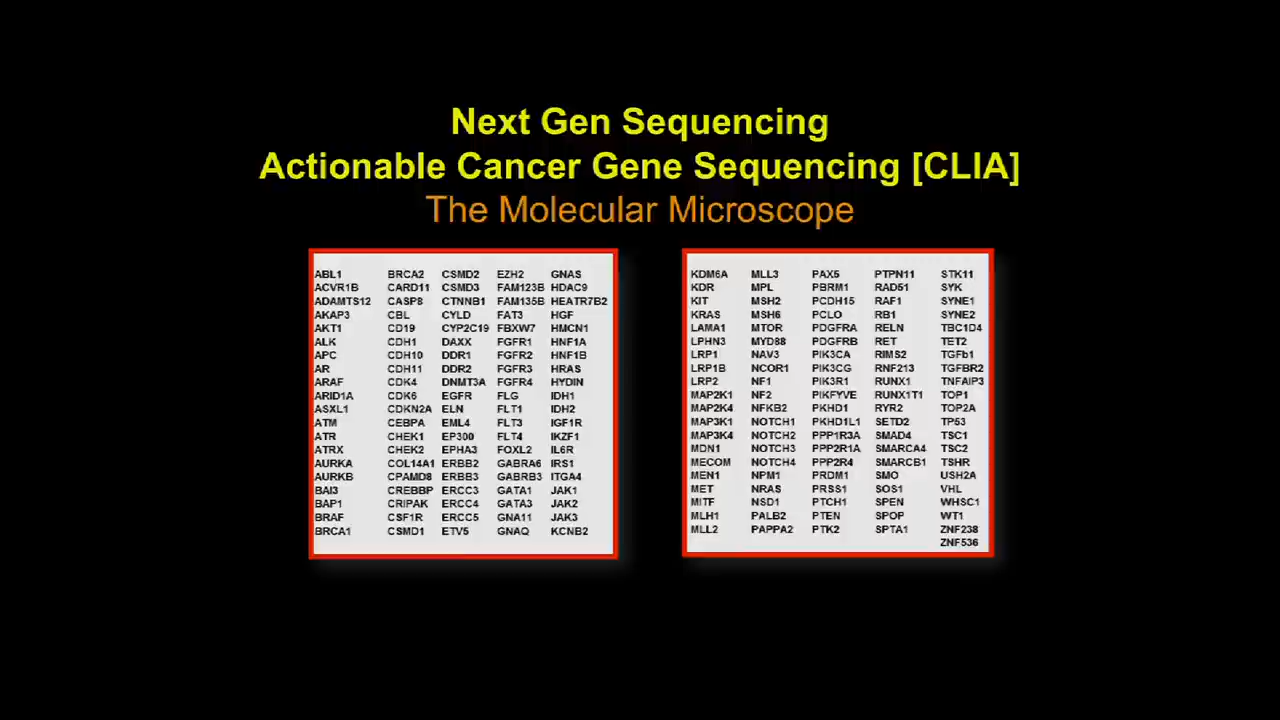 Next Gen Sequencing
Actionable Cancer Gene Sequencing [CLIA]
The Molecular Microscope
ABL1 BRCA2 CSMD2 EZH2 GNAS
ACVR1B CARD11 CSMD3 FAM123B HDAC9
ADAMTS12 CASP8 CTNNB1 FAM135B HEATR7B2
AKAP3 CBL CYLD FAT3 HGF
AKT1 CD19 CYP2C19 FBXW7 HMCN1
ALK CDH1 DAXX FGFR1 HNF1A
APC CDH10 DDR1 FGFR2 HNF1B
AR CDH11 DDR2 FGFR3 HRAS
ARAF CDK4 DNMT3A FGFR4 HYDIN
ARID1A CDK6 EGFR FLG IDH1
ASXL1 CDKN2A ELN FLT1 IDH2
ATM CEBPA EML4 FLT3 IGF1R
ATR CHEK1 EP300 FLT4 IKZF1
ATRX CHEK2 EPHA3 FOXL2 IL6R
AURKA COL14A1 ERBB2 GABRA6 IRS1
AURKB CPAMD8 ERBB3 GABRB3 ITGA4
BAI3 CREBBP ERCC3 GATA1 JAK1
BAP1 CRIPAK ERCC4 GATA3 JAK2
BRAF CSF1R ERCC5 GNA11 JAK3
BRCA1 CSMD1 ETV5 GNAQ KCNB2
KDM6A MLL3 PAX5 PTPN11 STK11
KDR MPL PBRM1 RAD51 SYK
KIT MSH2 PCDH15 RAF1 SYNE1
KRAS MSH6 PCLO RB1 SYNE2
LAMA1 MTOR PDGFRA RELN TBC1D4
LPHN3 MYD88 PDGFRB RET TET2
LRP1 NAV3 PIK3CA RIMS2 TGFb1
LRP1B NCOR1 PIK3CG RNF213 TGFBR2
LRP2 NF1 PIK3R1 RUNX1 TNFAIP3
MAP2K1 NF2 PIKFYVE RUNX1T1 TOP1
MAP2K4 NFKB2 PKHD1 RYR2 TOP2A
MAP3K1 NOTCH1 PKHD1L1 SETD2 TP53
MAP3K4 NOTCH2 PPP1R3A SMAD4 TSC1
MDN1 NOTCH3 PPP2R1A SMARCA4 TSC2
MECOM NOTCH4 PPP2R4 SMARCB1 TSHR
MEN1 NPM1 PRDM1 SMO USH2A
MET NRAS PRSS1 SOS1 VHL
MITF NSD1 PTCH1 SPEN WHSC1
MLH1 PALB2 PTEN SPOP WT1
MLL2 PAPPA2 PTK2 SPTA1 ZNF238
ZNF536